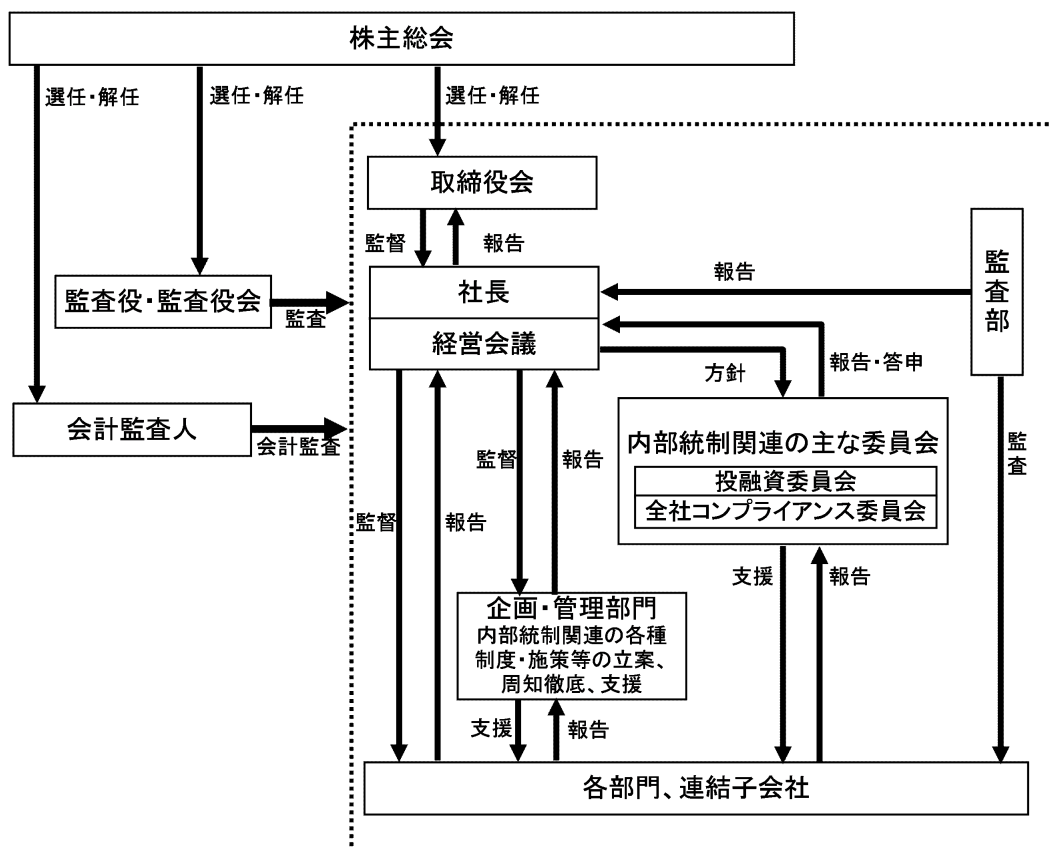 株主総会
選任・解任
選任・解任
選任・解任
取締役会
監督
報告
監査役・監査役会
監査
社長
経営会議
報告
監査部
方針
報告・答申
会計監査人
会計監査
監督
報告
内部統制関連の主な委員会
投融資委員会
全社コンプライアンス委員会
監査
監督
報告
支援
報告
企画・管理部門
内部統制関連の各種
制度・施策等の立案、
周知徹底、支援
支援
報告
各部門、連結子会社